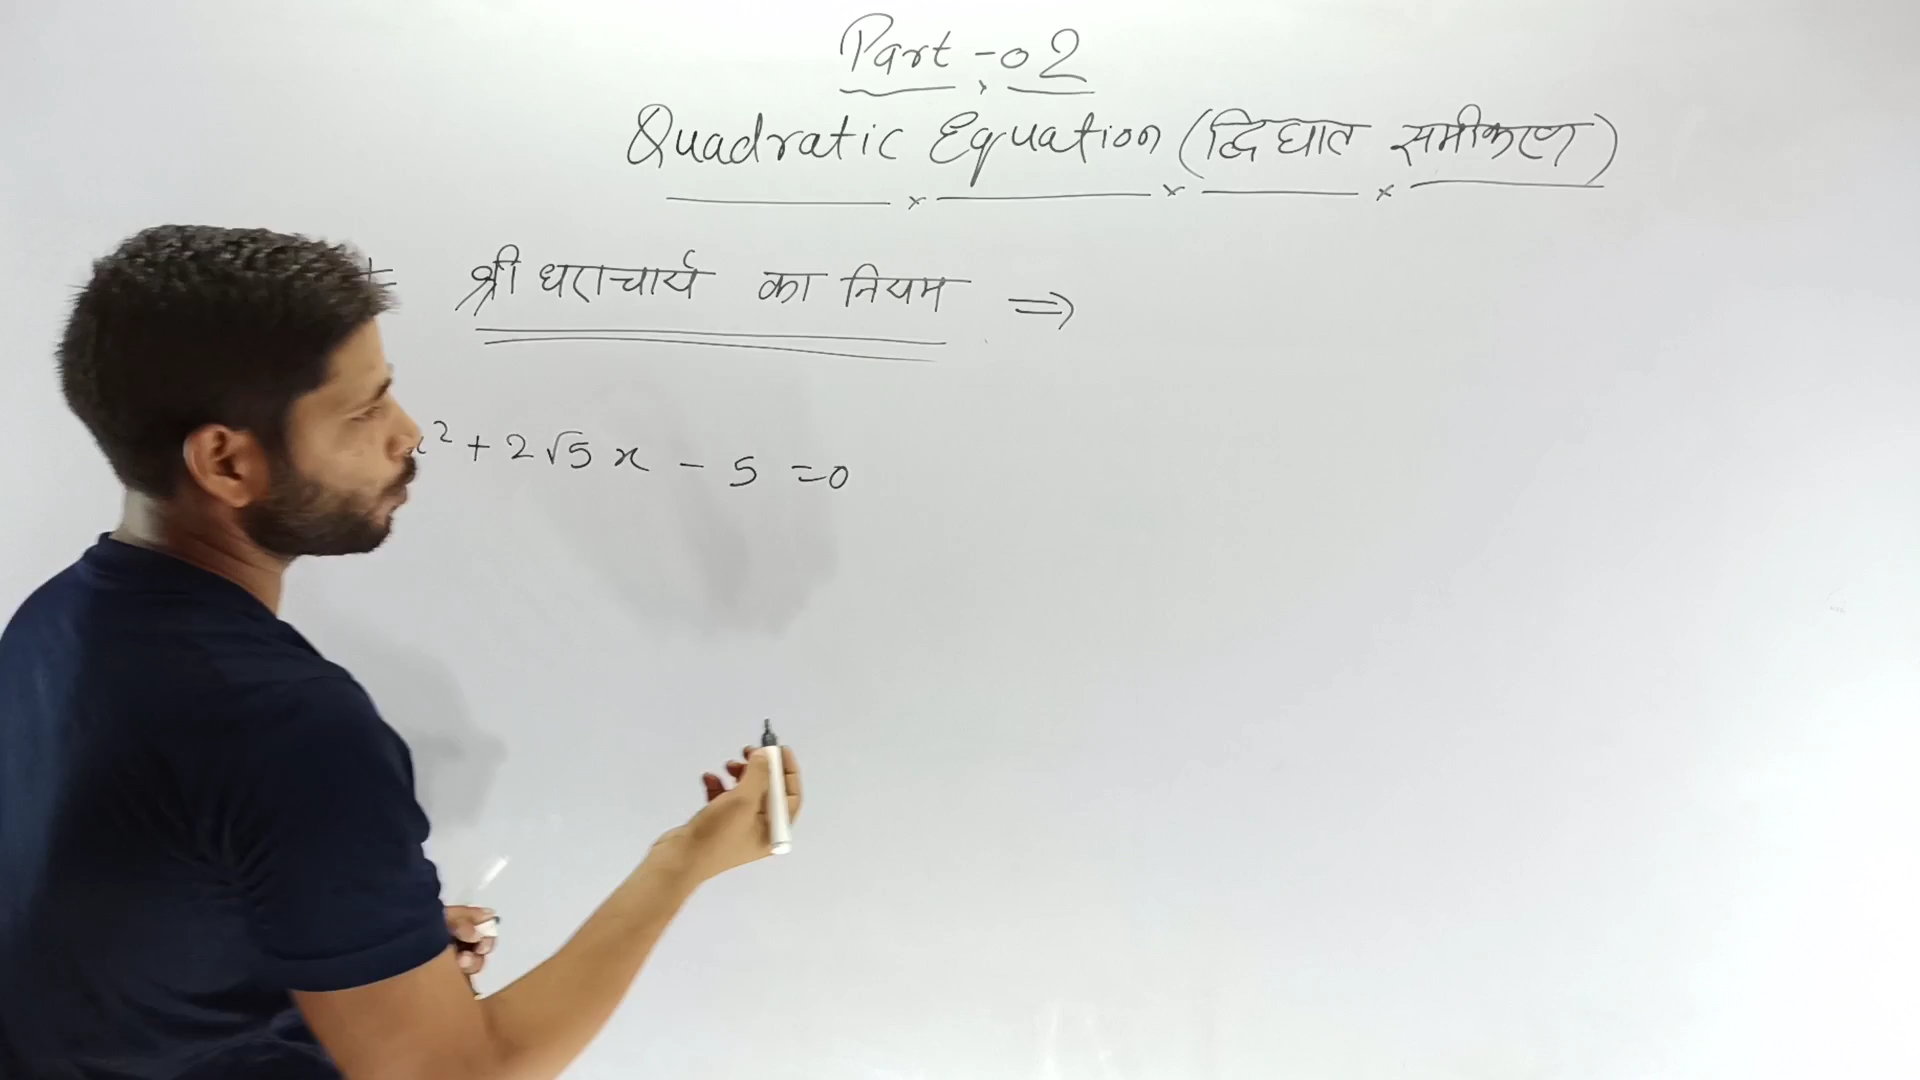 Part - 02
Quadratic Equation (द्विघात समीकरण)
श्री धराचार्य का नियम ⇒
x² + 2√5 x - 5 = 0